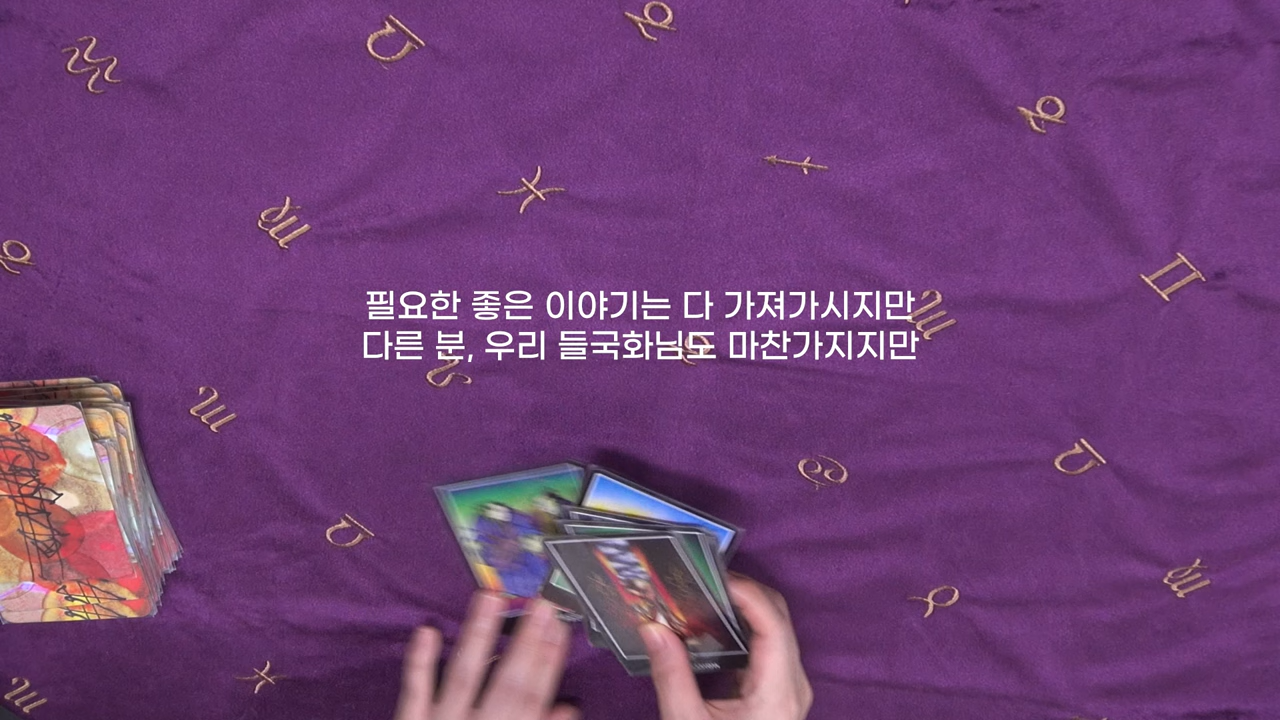 필요한 좋은 이야기는 다 가져가시지만
다른 분, 우리 들국화님도 마찬가지지만